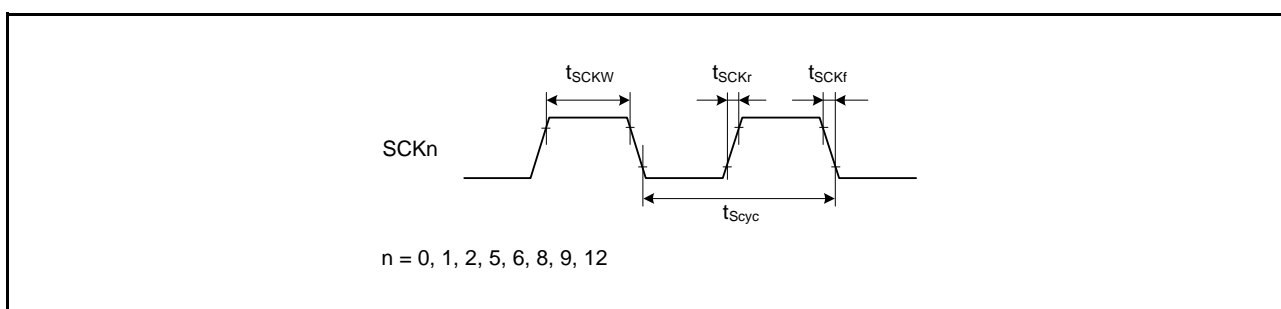 tSCKW
tSCKr
tSCKf
SCKn
tScyc
n = 0, 1, 2, 5, 6, 8, 9, 12